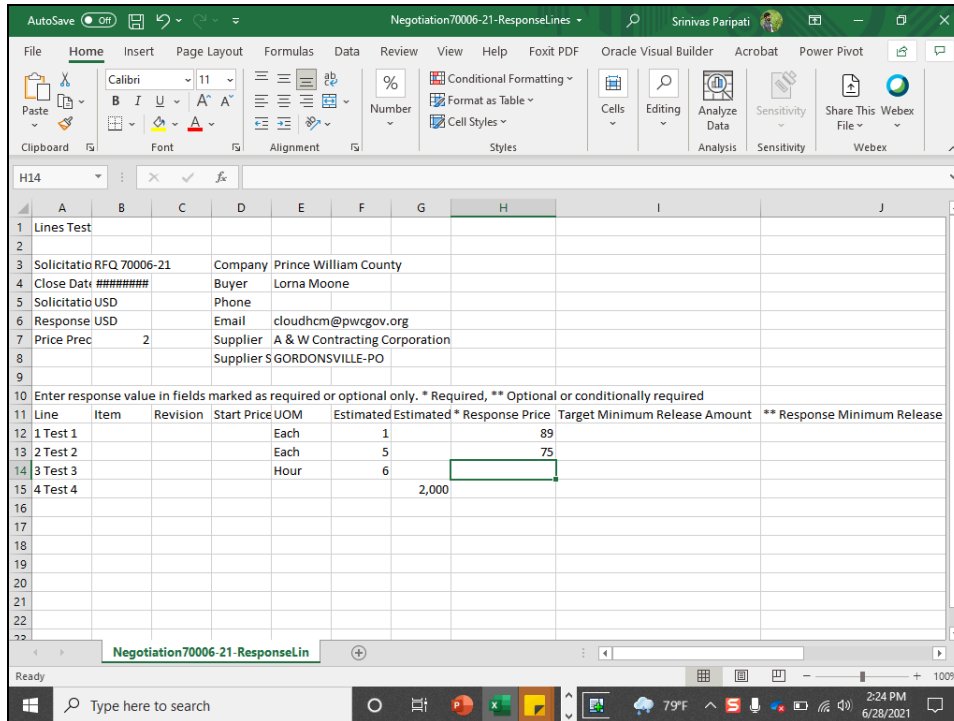 AutoSave Off Negotiation70006-21-ResponseLines Srinivas Paripati
File Home Insert Page Layout Formulas Data Review View Help Foxit PDF Oracle Visual Builder Acrobat Power Pivot
Calibri 11
Paste B I U A A % Number Conditional Formatting Format as Table Cell Styles Cells Editing Analyze Data Sensitivity Share This File Webex
Clipboard Font Alignment Styles Analysis Sensitivity Webex
H14 fx
A B C D E F G H I J
1 Lines Test
2
3 Solicitatio RFQ 70006-21 Company Prince William County
4 Close Date ######## Buyer Lorna Moone
5 Solicitatio USD Phone
6 Response USD Email cloudhcm@pwcgov.org
7 Price Prec 2 Supplier A & W Contracting Corporation
8 Supplier S GORDONSVILLE-PO
9
10 Enter response value in fields marked as required or optional only. * Required, ** Optional or conditionally required
11 Line Item Revision Start Price UOM Estimated Estimated * Response Price Target Minimum Release Amount ** Response Minimum Release
12 1 Test 1 Each 1 89
13 2 Test 2 Each 5 75
14 3 Test 3 Hour 6
15 4 Test 4 2,000
16
17
18
19
20
21
22
23
Negotiation70006-21-ResponseLin
Ready 100%
Type here to search 79°F 2:24 PM
6/28/2021